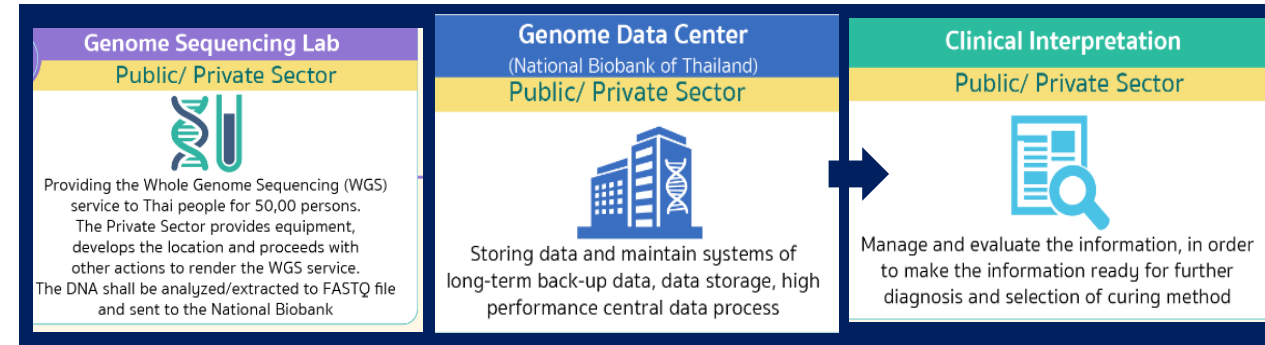 Genome Sequencing Lab
Public/ Private Sector
Providing the Whole Genome Sequencing (WGS)
service to Thai people for 50,00 persons.
The Private Sector provides equipment,
develops the location and proceeds with
other actions to render the WGS service.
The DNA shall be analyzed/extracted to FASTQ file
and sent to the National Biobank
Genome Data Center
(National Biobank of Thailand)
Public/ Private Sector
Storing data and maintain systems of
long-term back-up data, data storage, high
performance central data process
Clinical Interpretation
Public/ Private Sector
Manage and evaluate the information, in order
to make the information ready for further
diagnosis and selection of curing method